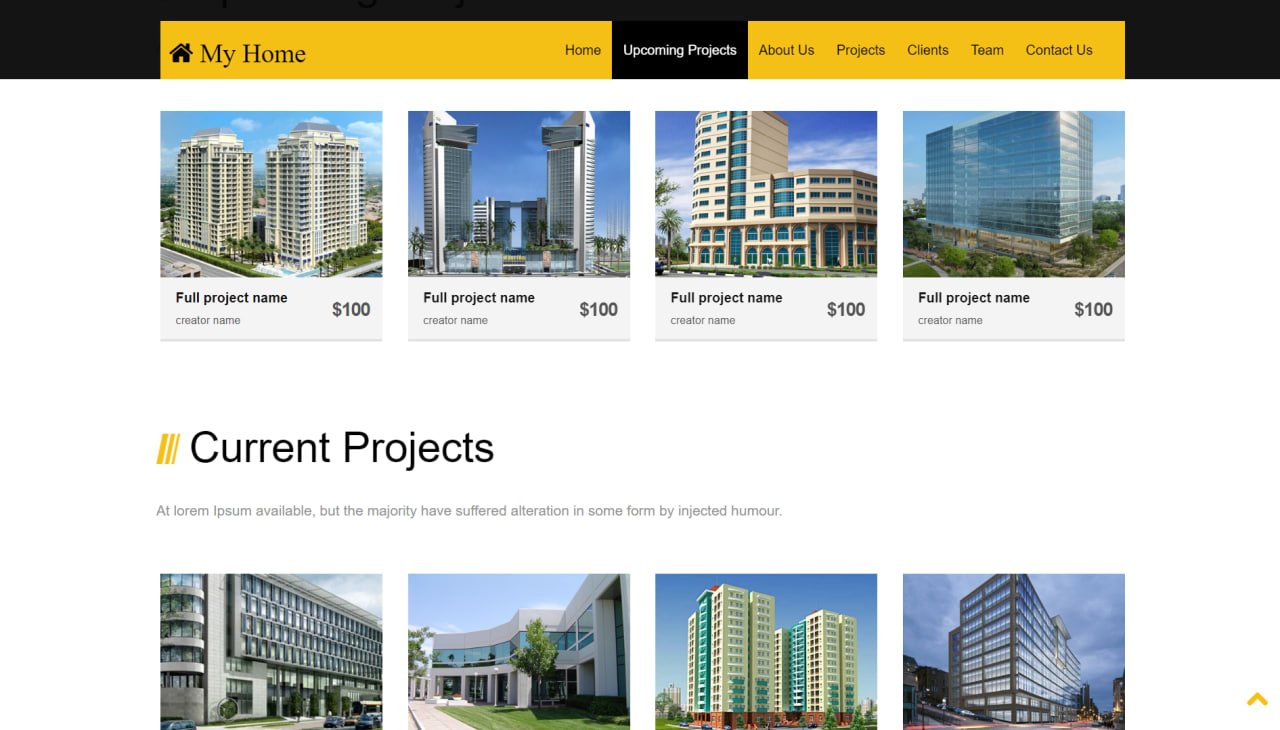 My Home
Home Upcoming Projects About Us Projects Clients Team Contact Us
Full project name
creator name
$100
Full project name
creator name
$100
Full project name
creator name
$100
Full project name
creator name
$100
Current Projects
At lorem Ipsum available, but the majority have suffered alteration in some form by injected humour.